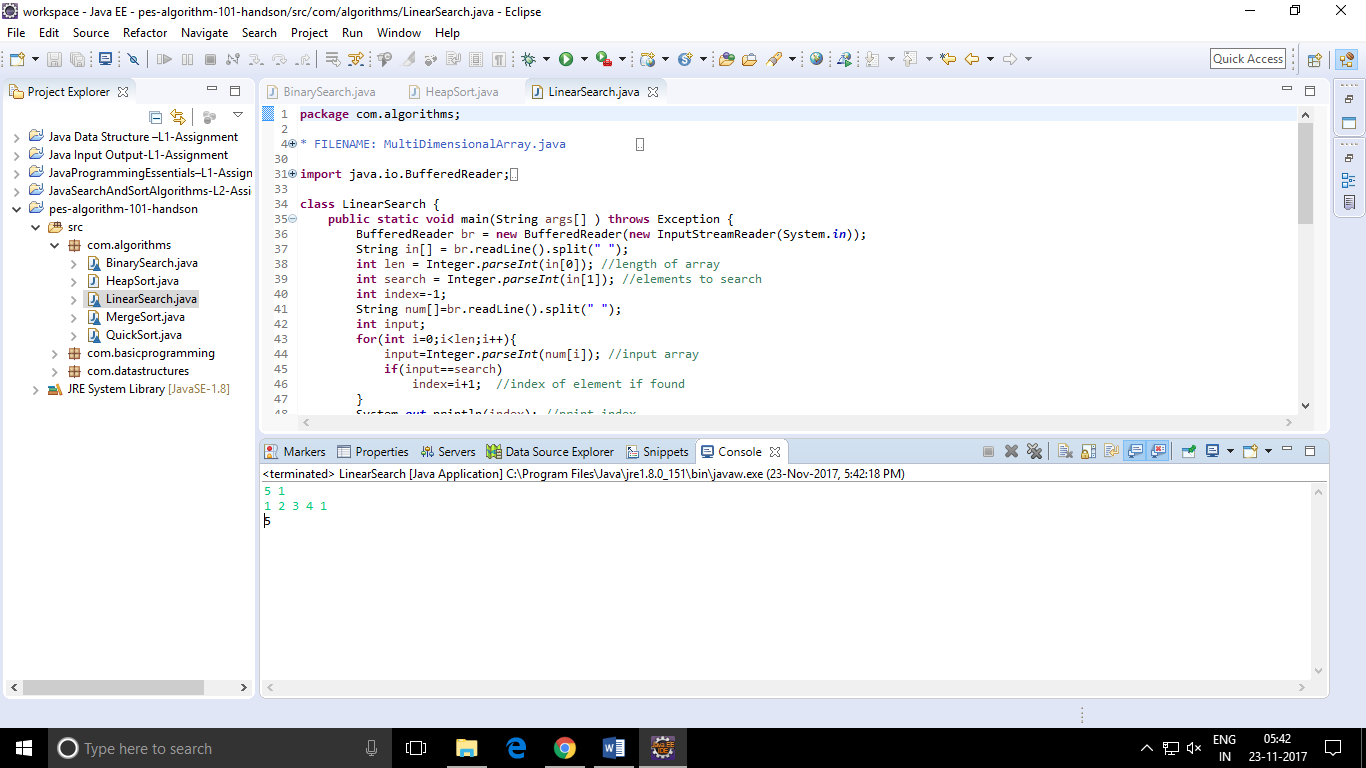 workspace - Java EE - pes-algorithm-101-handson/src/com/algorithms/LinearSearch.java - Eclipse
File Edit Source Refactor Navigate Search Project Run Window Help
Quick Access
Project Explorer
Java Data Structure –L1-Assignment
Java Input Output-L1-Assignment
JavaProgrammingEssentials–L1-Assign
JavaSearchAndSortAlgorithms-L2-Assi
pes-algorithm-101-handson
src
com.algorithms
BinarySearch.java
HeapSort.java
LinearSearch.java
MergeSort.java
QuickSort.java
com.basicprogramming
com.datastructures
JRE System Library [JavaSE-1.8]
BinarySearch.java HeapSort.java LinearSearch.java
1 package com.algorithms;
2
4 * FILENAME: MultiDimensionalArray.java
30
31 import java.io.BufferedReader;
33
34 class LinearSearch {
35 public static void main(String args[] ) throws Exception {
36 BufferedReader br = new BufferedReader(new InputStreamReader(System.in));
37 String in[] = br.readLine().split(" ");
38 int len = Integer.parseInt(in[0]); //length of array
39 int search = Integer.parseInt(in[1]); //elements to search
40 int index=-1;
41 String num[]=br.readLine().split(" ");
42 int input;
43 for(int i=0;i<len;i++){
44 input=Integer.parseInt(num[i]); //input array
45 if(input==search)
46 index=i+1; //index of element if found
47 }
48 System.out.println(index); //print index
Markers Properties Servers Data Source Explorer Snippets Console
<terminated> LinearSearch [Java Application] C:\Program Files\Java\jre1.8.0_151\bin\javaw.exe (23-Nov-2017, 5:42:18 PM)
5 1
1 2 3 4 1
5
Type here to search
ENG
IN
05:42
23-11-2017